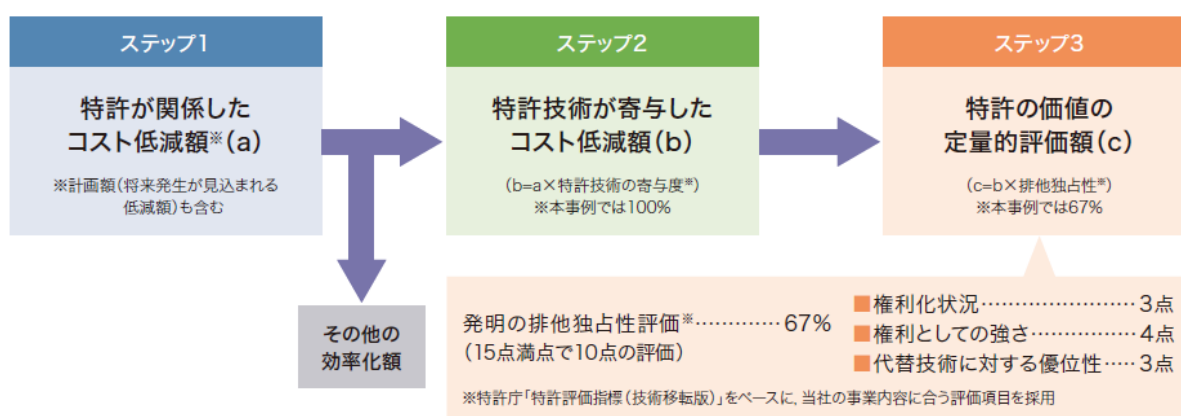 ステップ1
特許が関係した
コスト低減額※(a)
※計画額(将来発生が見込まれる
低減額)も含む
ステップ2
特許技術が寄与した
コスト低減額(b)
(b=a×特許技術の寄与度※)
※本事例では100%
ステップ3
特許の価値の
定量的評価額(c)
(c=b×排他独占性※)
※本事例では67%
その他の
効率化額
発明の排他独占性評価※…………67%
(15点満点で10点の評価)
■権利化状況……………………3点
■権利としての強さ……………4点
■代替技術に対する優位性……3点
※特許庁「特許評価指標(技術移転版)」をベースに、当社の事業内容に合う評価項目を採用